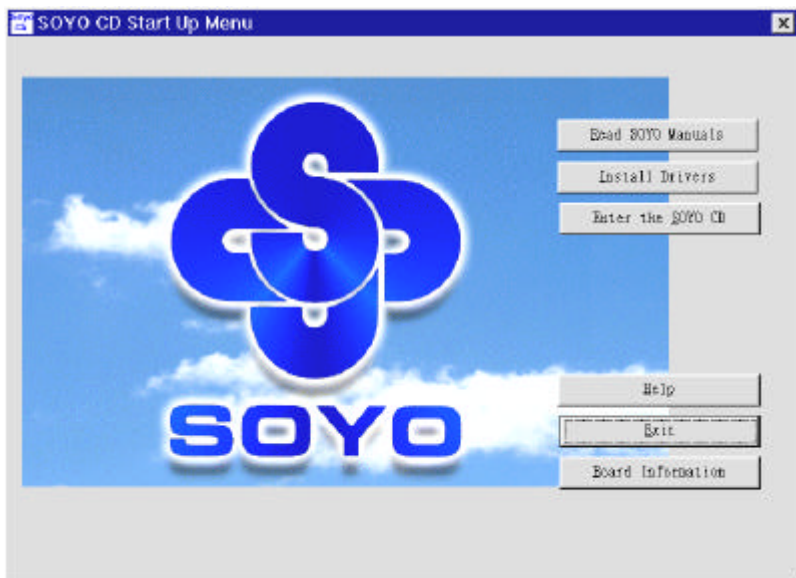 SOYO CD Start Up Menu
Read SOYO Manuals
Install Drivers
Enter the SOYO CD
Help
Exit
Board Information
SOYO